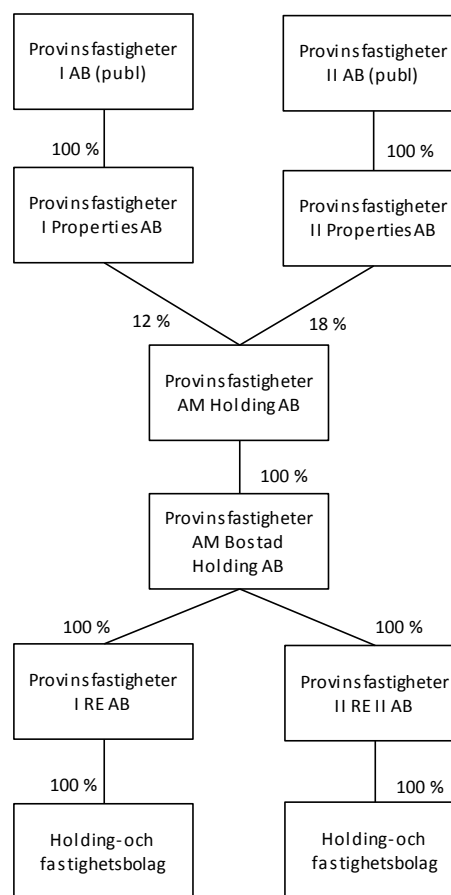 Provinsfastigheter
I AB (publ)
Provinsfastigheter
II AB (publ)
100 %
100 %
Provinsfastigheter
I Properties AB
Provinsfastigheter
II Properties AB
12 %
18 %
Provinsfastigheter
AM Holding AB
100 %
Provinsfastigheter
AM Bostad
Holding AB
100 %
100 %
Provinsfastigheter
I RE AB
Provinsfastigheter
II RE II AB
100 %
100 %
Holding- och
fastighetsbolag
Holding- och
fastighetsbolag